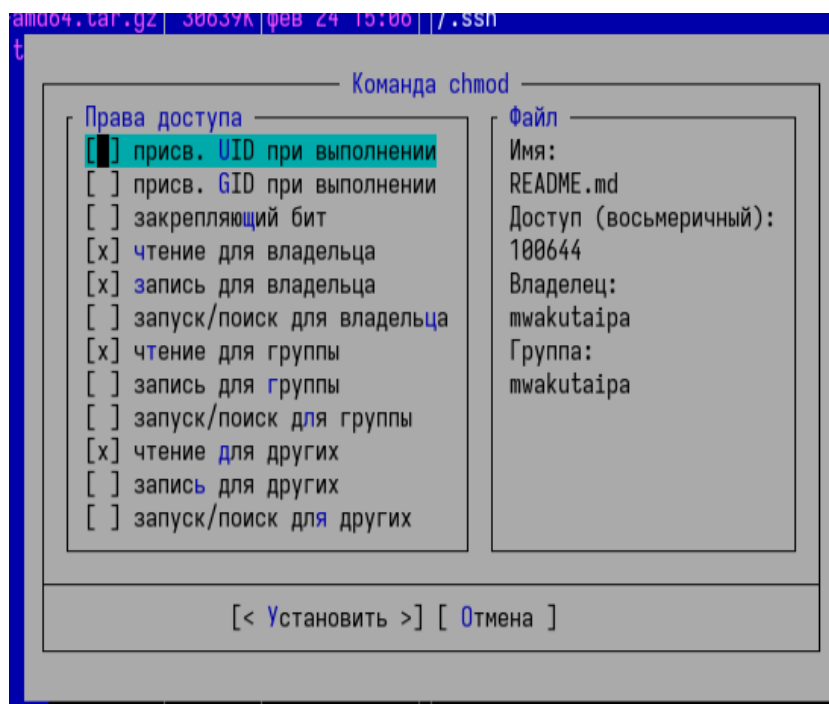 amd64.tar.gz│ 30639K│фев 24 15:06││/.ssh
t
Команда chmod
Права доступа
[ ] присв. UID при выполнении
[ ] присв. GID при выполнении
[ ] закрепляющий бит
[x] чтение для владельца
[x] запись для владельца
[ ] запуск/поиск для владельца
[x] чтение для группы
[ ] запись для группы
[ ] запуск/поиск для группы
[x] чтение для других
[ ] запись для других
[ ] запуск/поиск для других
Файл
Имя:
README.md
Доступ (восьмеричный):
100644
Владелец:
mwakutaipa
Группа:
mwakutaipa
[< Установить >] [ Отмена ]